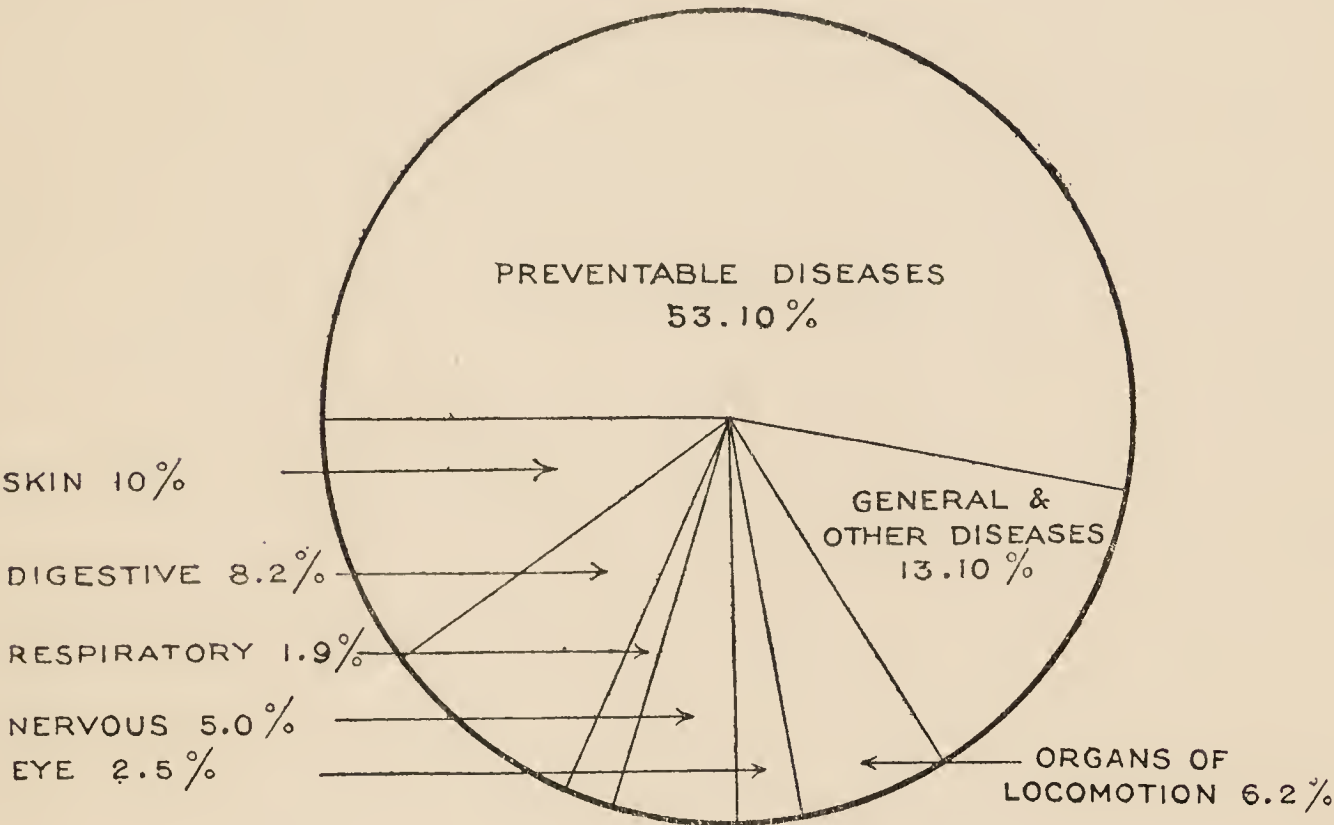 PREVENTABLE DISEASES
53.10%
SKIN 10%
GENERAL &
OTHER DISEASES
13.10%
DIGESTIVE 8.2%
RESPIRATORY 1.9%
NERVOUS 5.0%
EYE 2.5%
ORGANS OF
LOCOMOTION 6.2%